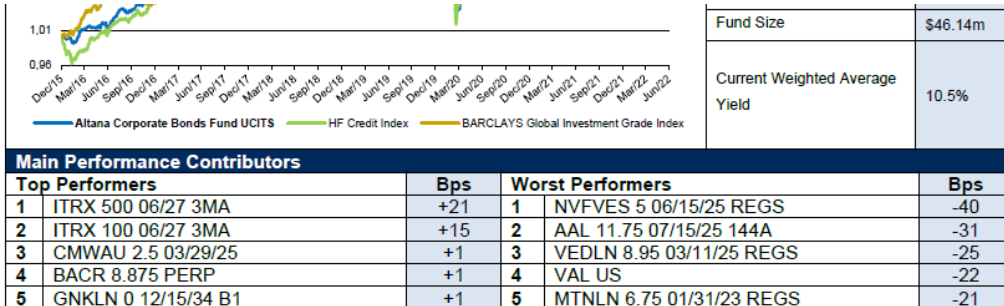 1,01
0,96
Dec/15 Mar/16 Jun/16 Sep/16 Dec/16 Mar/17 Jun/17 Sep/17 Dec/17 Mar/18 Jun/18 Sep/18 Dec/18 Mar/19 Jun/19 Sep/19 Dec/19 Mar/20 Jun/20 Sep/20 Dec/20 Mar/21 Jun/21 Sep/21 Dec/21 Mar/22 Jun/22
Altana Corporate Bonds Fund UCITS HF Credit Index BARCLAYS Global Investment Grade Index
Fund Size $46.14m
Current Weighted Average
Yield
10.5%
Main Performance Contributors
Top Performers Bps Worst Performers Bps
1 ITRX 500 06/27 3MA +21 1 NVFVES 5 06/15/25 REGS -40
2 ITRX 100 06/27 3MA +15 2 AAL 11.75 07/15/25 144A -31
3 CMWAU 2.5 03/29/25 +1 3 VEDLN 8.95 03/11/25 REGS -25
4 BACR 8.875 PERP +1 4 VAL US -22
5 GNKLN 0 12/15/34 B1 +1 5 MTNLN 6.75 01/31/23 REGS -21